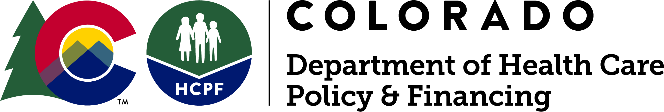 TM
HCPF
COLORADO
Department of Health Care
Policy & Financing